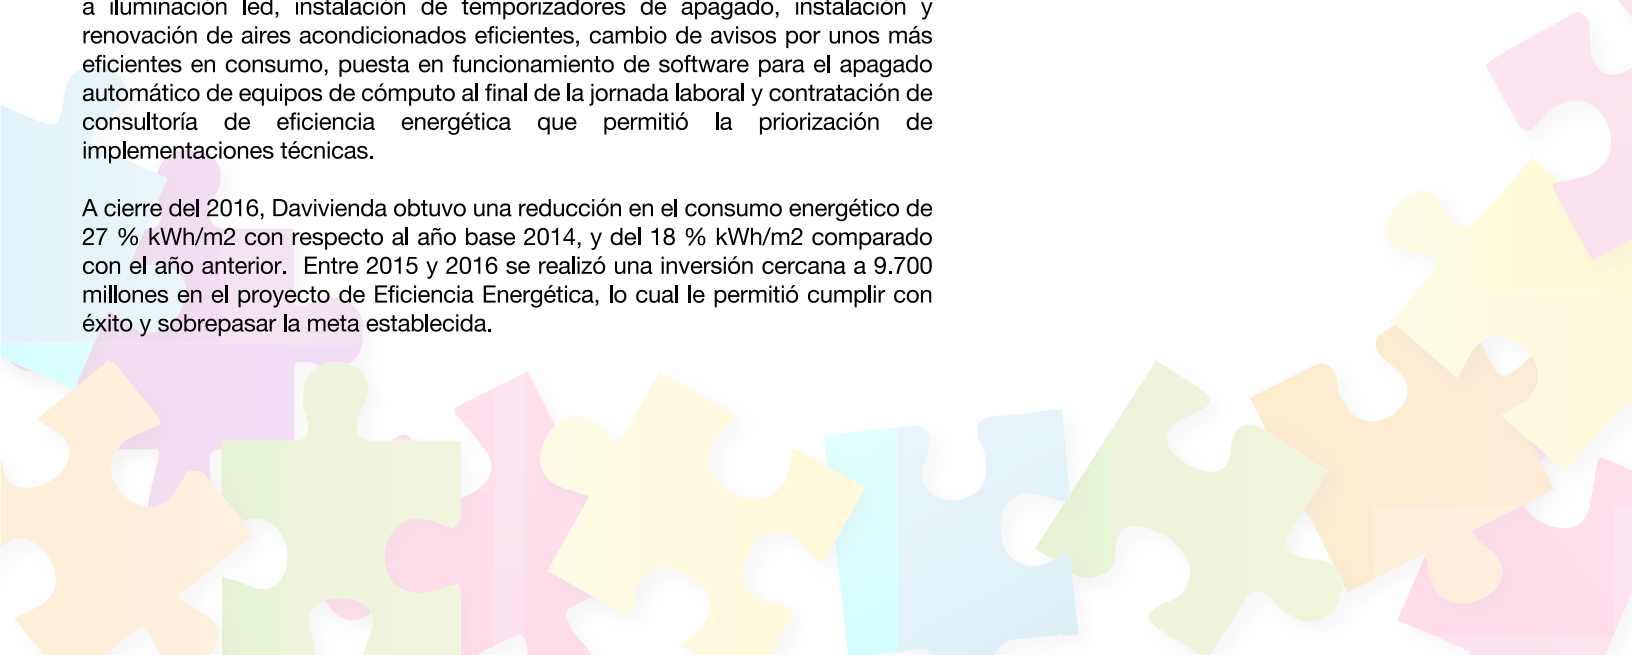 a iluminación led, instalación de temporizadores de apagado, instalación y
renovación de aires acondicionados eficientes, cambio de avisos por unos más
eficientes en consumo, puesta en funcionamiento de software para el apagado
automático de equipos de cómputo al final de la jornada laboral y contratación de
consultoría de eficiencia energética que permitió la priorización de
implementaciones técnicas.
A cierre del 2016, Davivienda obtuvo una reducción en el consumo energético de
27 % kWh/m2 con respecto al año base 2014, y del 18 % kWh/m2 comparado
con el año anterior. Entre 2015 y 2016 se realizó una inversión cercana a 9.700
millones en el proyecto de Eficiencia Energética, lo cual le permitió cumplir con
éxito y sobrepasar la meta establecida.